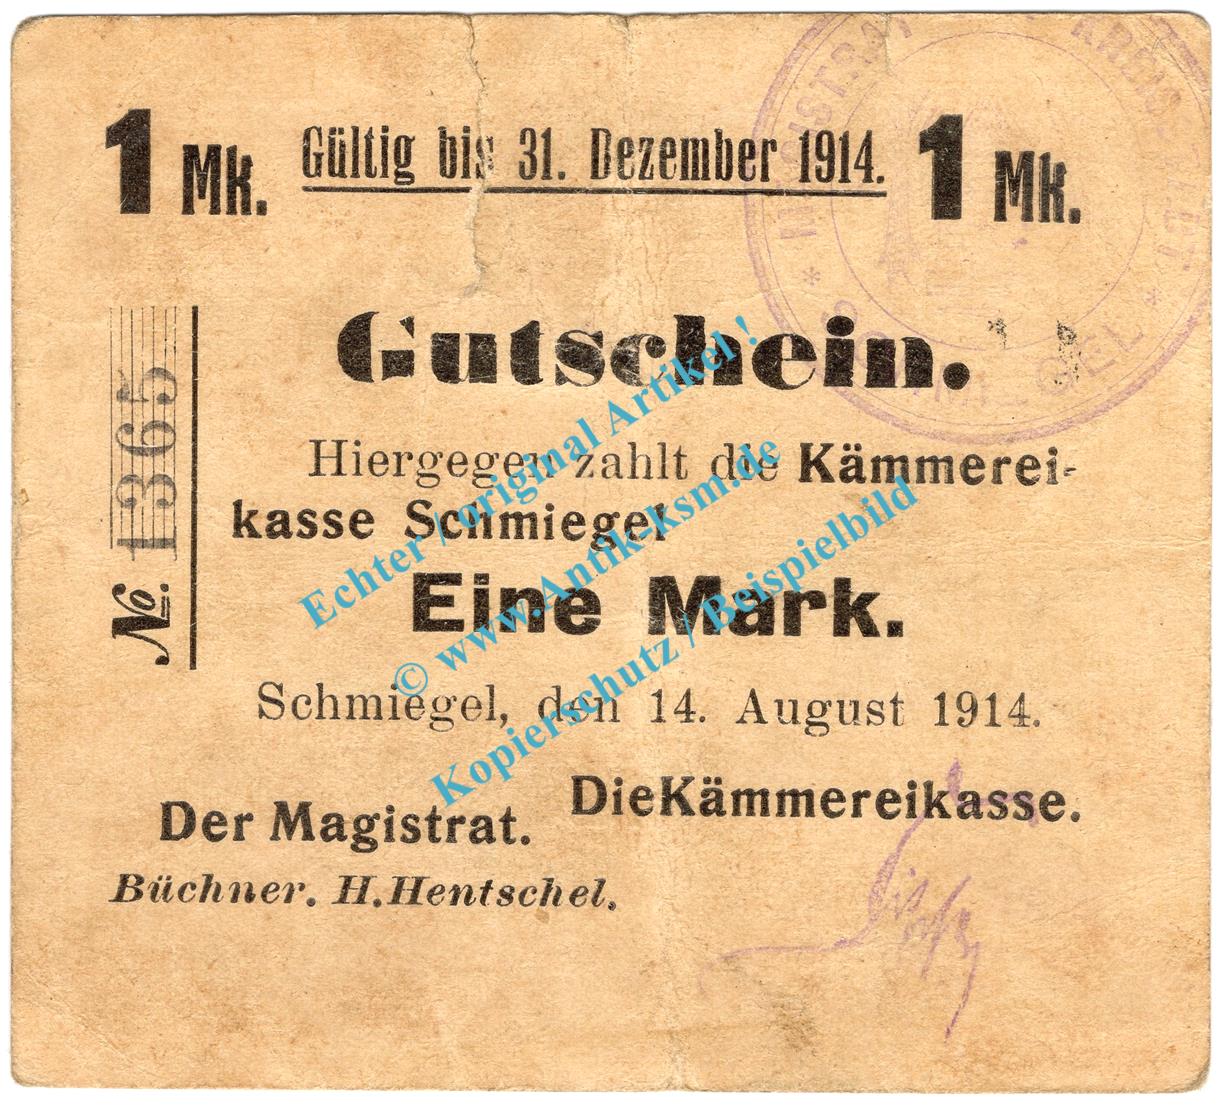 1 Mk. Gültig bis 31. Dezember 1914. 1 Mk.
Gutschein.
Hiergegen zahlt die Kämmerei-
kasse Schmiegel
Eine Mark.
Schmiegel, den 14. August 1914.
Der Magistrat. Die Kämmereikasse.
Büchner. H. Hentschel.
No. 1365
Echter / original Artikel !
© www.Antik-ksm.de
Kopierschutz / Beispielbild